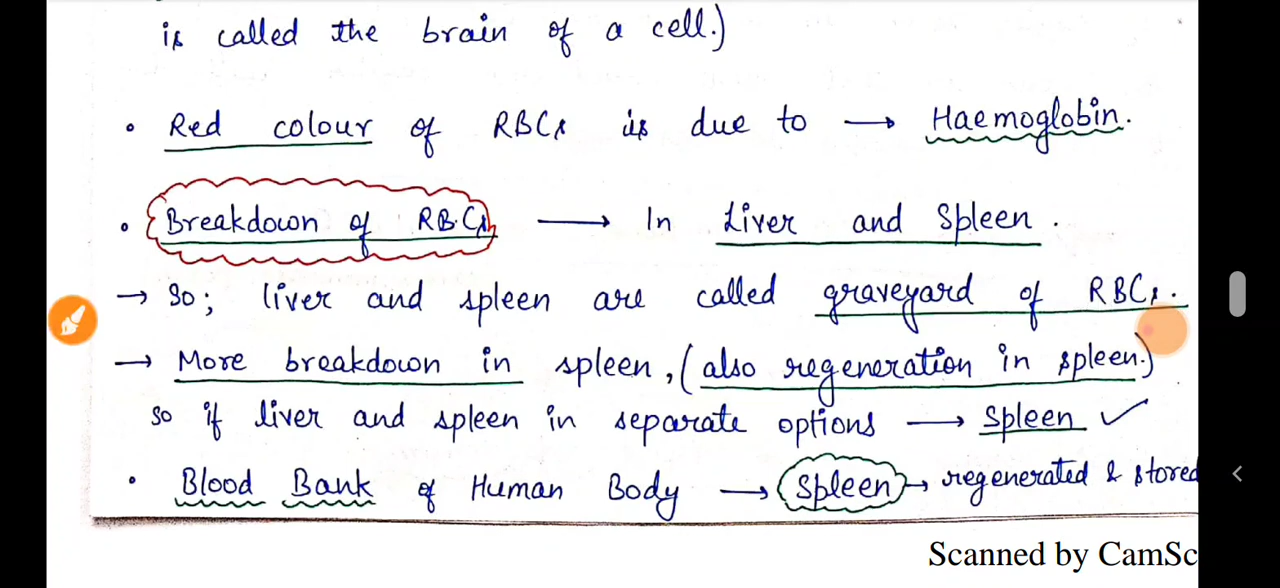 is called the brain of a cell.)
• Red colour of RBCs is due to → Haemoglobin.
• Breakdown of RBCs → In Liver and Spleen.
→ So; liver and spleen are called graveyard of RBCs.
→ More breakdown in spleen, (also regeneration in spleen.)
so if liver and spleen in separate options → Spleen ✓
• Blood Bank of Human Body → Spleen → regenerated & stored
Scanned by CamSc